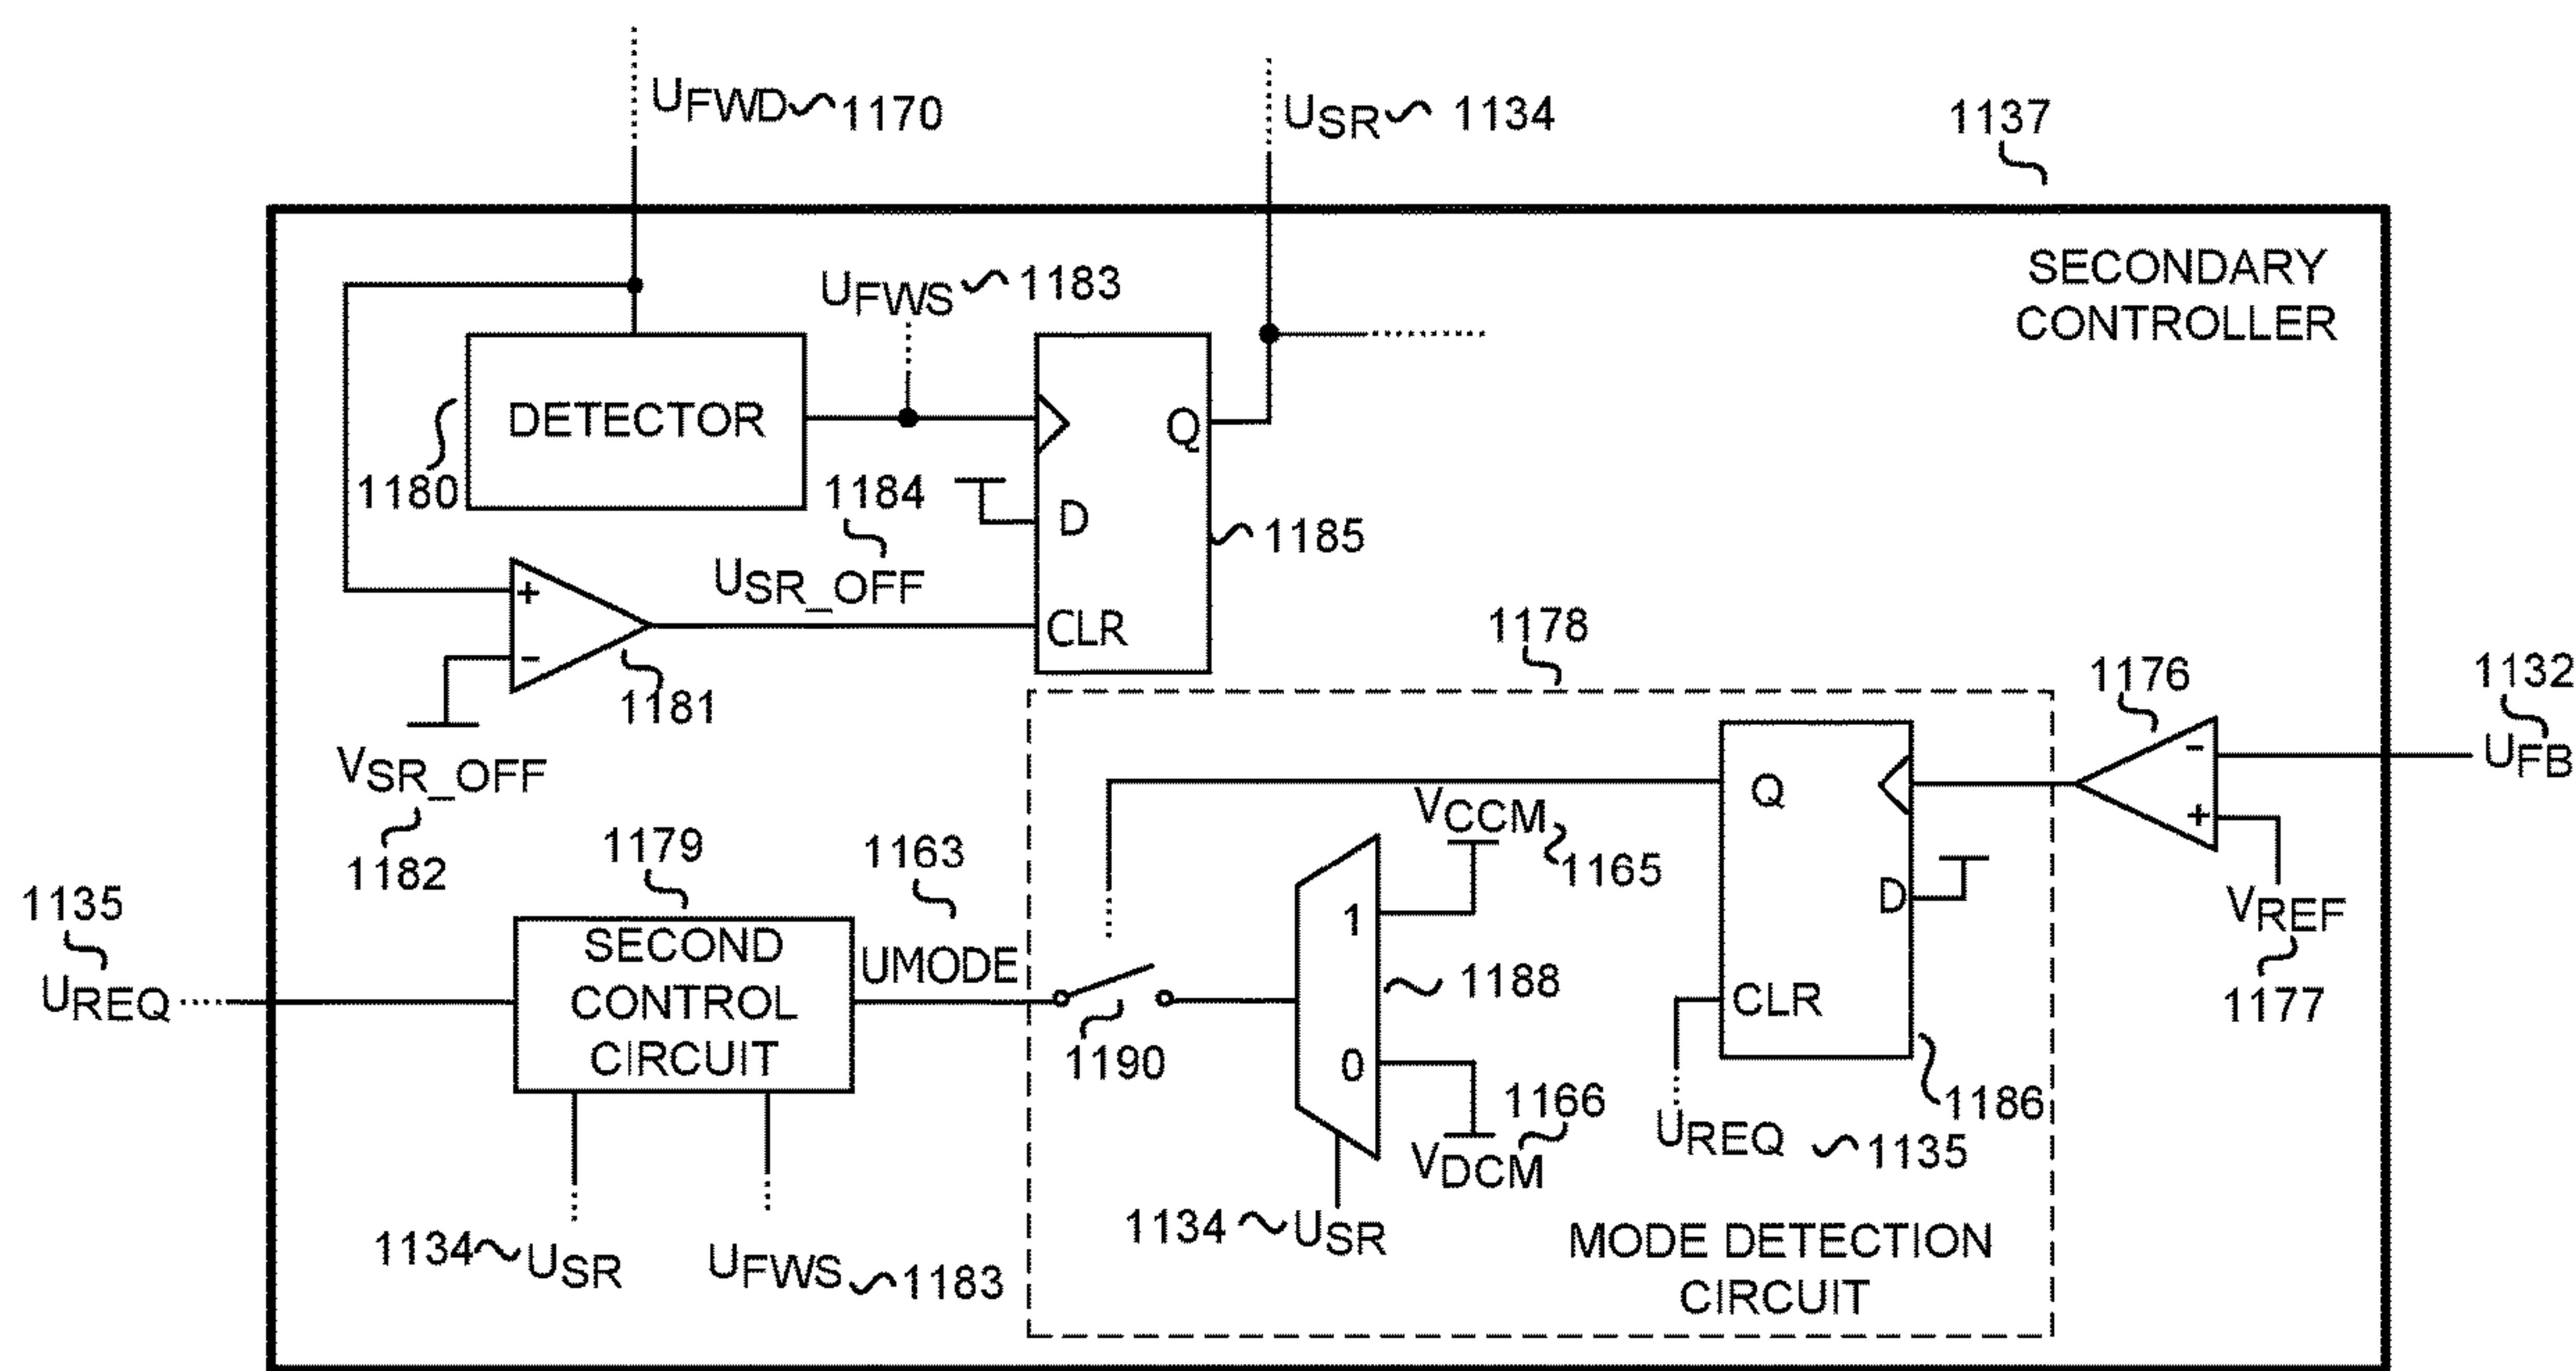 UFWD 1170
USR 1134
1137
SECONDARY
CONTROLLER
UFWS 1183
DETECTOR
1180
Q
D
CLR
1185
1184
USR_OFF
+
-
1181
VSR_OFF
1182
1178
1176
1132
UFB
-
+
VREF
1177
Q
D
CLR
1186
UREQ 1135
VCCM 1165
1
0
1188
1166
VDCM
1134 USR
MODE DETECTION
CIRCUIT
1190
1163
UMODE
1179
SECOND
CONTROL
CIRCUIT
1135
UREQ
1134 USR
UFWS 1183